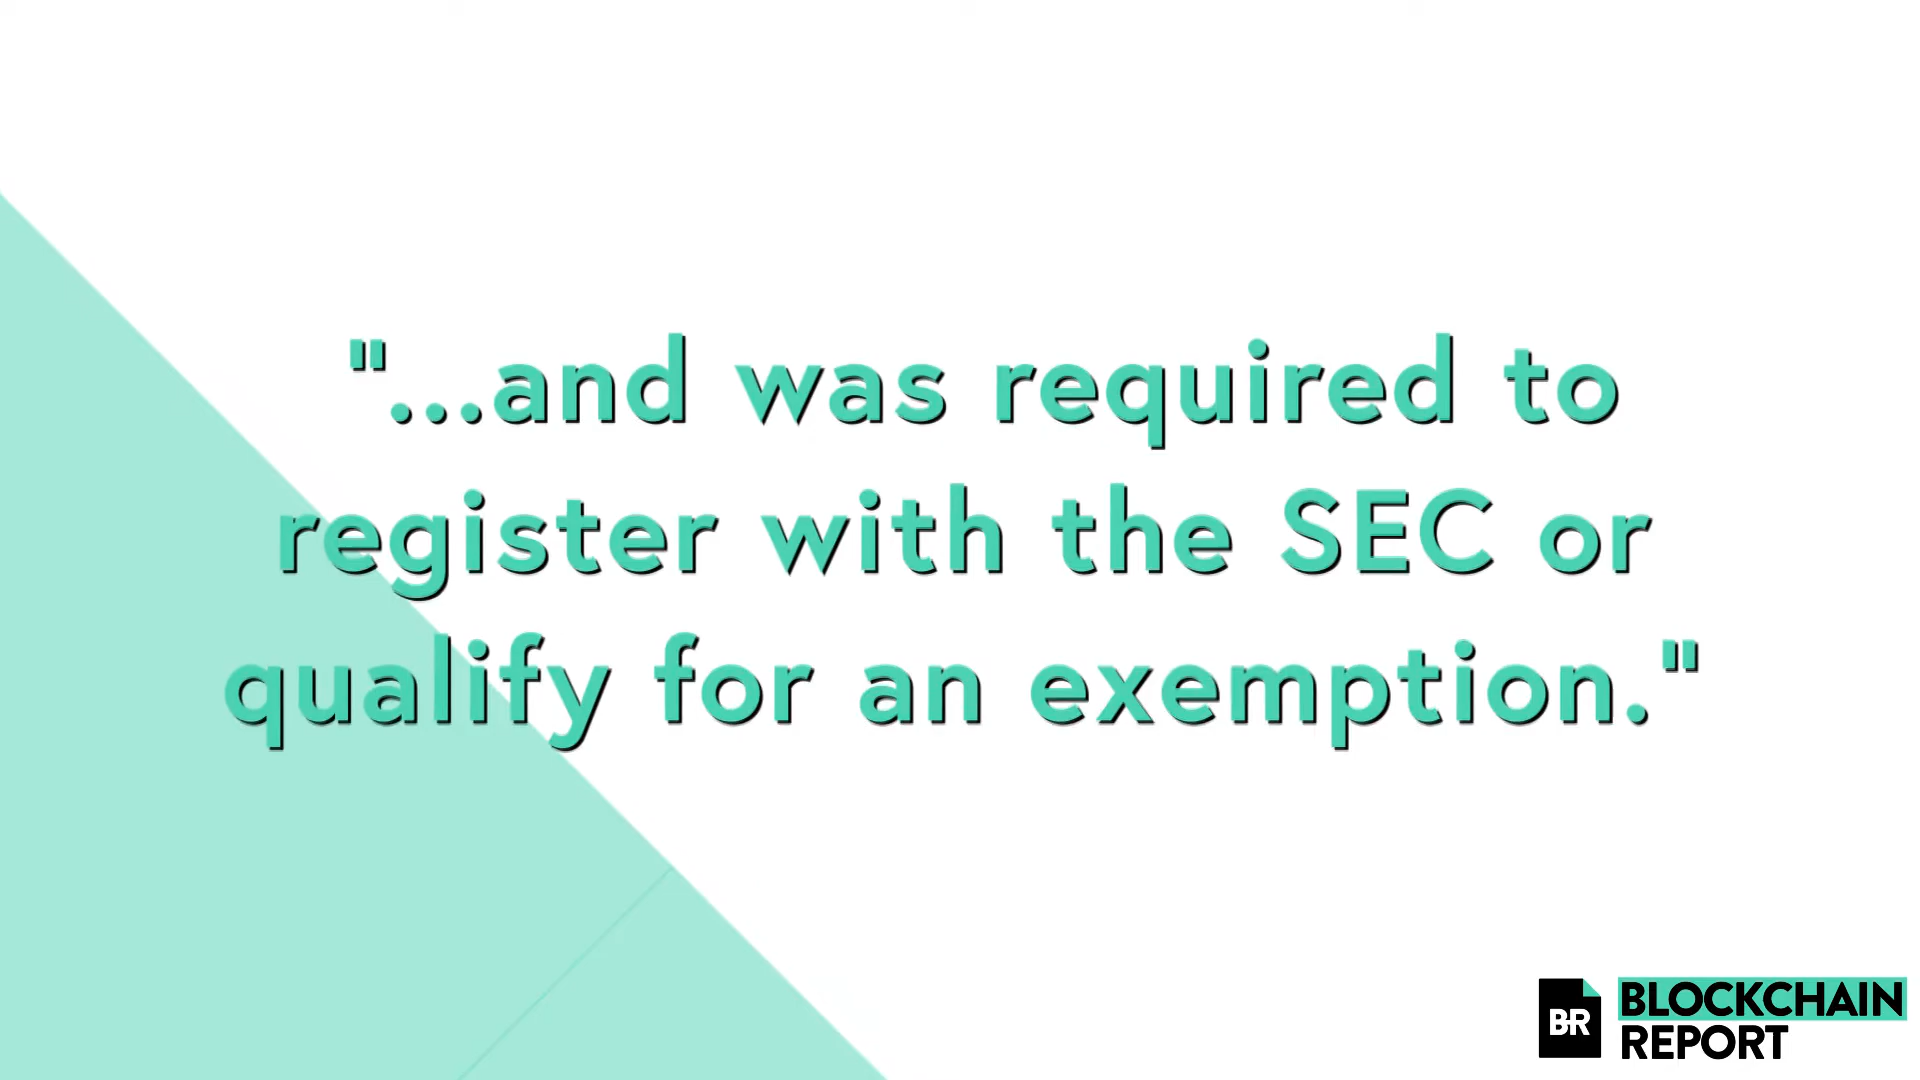 "...and was required to
register with the SEC or
qualify for an exemption."
BR
BLOCKCHAIN
REPORT